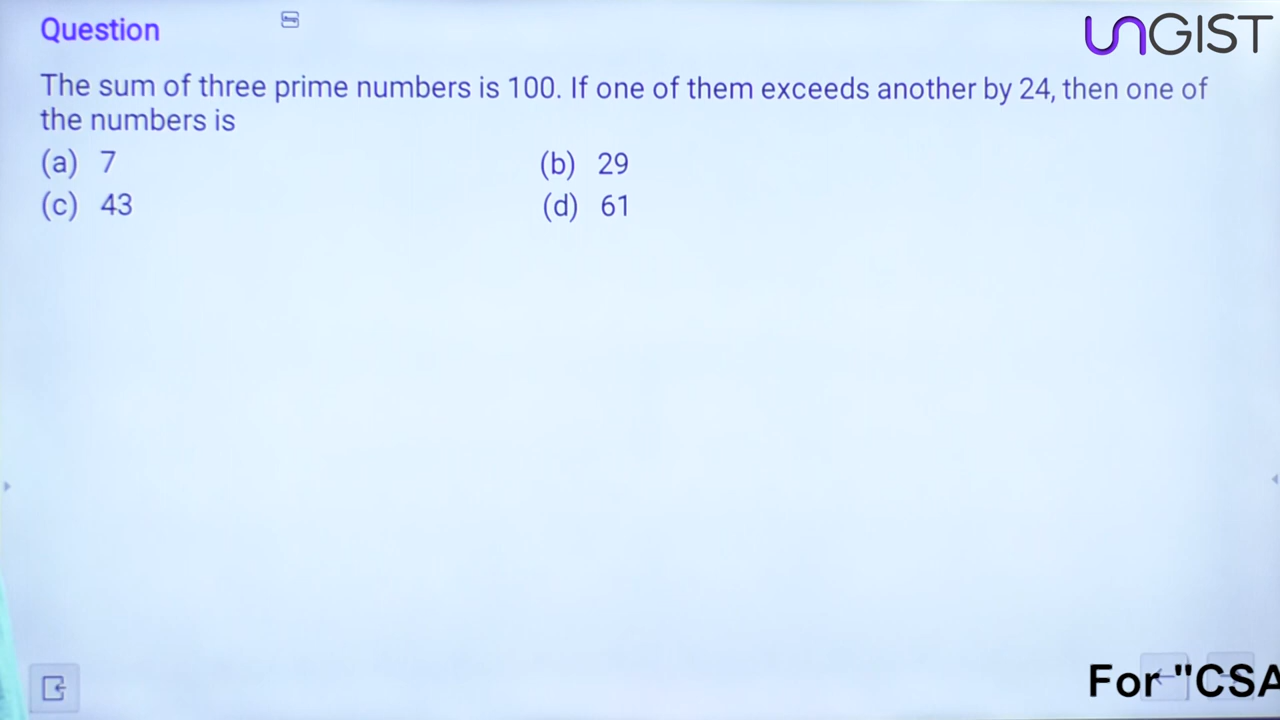 Question
UNGIST
The sum of three prime numbers is 100. If one of them exceeds another by 24, then one of
the numbers is
(a) 7 (b) 29
(c) 43 (d) 61
For "CSA